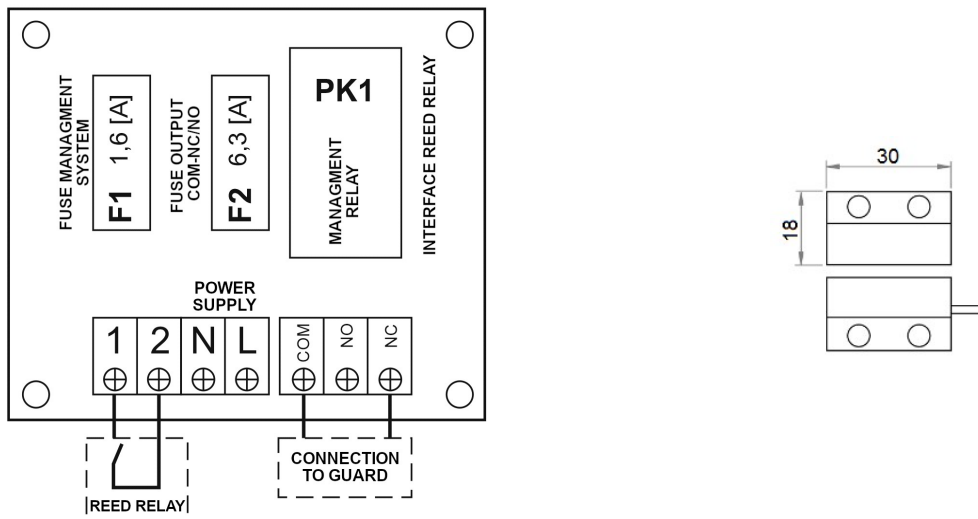 FUSE MANAGMENT
SYSTEM
F1 1,6 [A]
FUSE OUTPUT
COM-NC/NO
F2 6,3 [A]
PK1
MANAGMENT
RELAY
INTERFACE REED RELAY
POWER
SUPPLY
1 2 N L
COM NO NC
REED RELAY
CONNECTION
TO GUARD
30
18